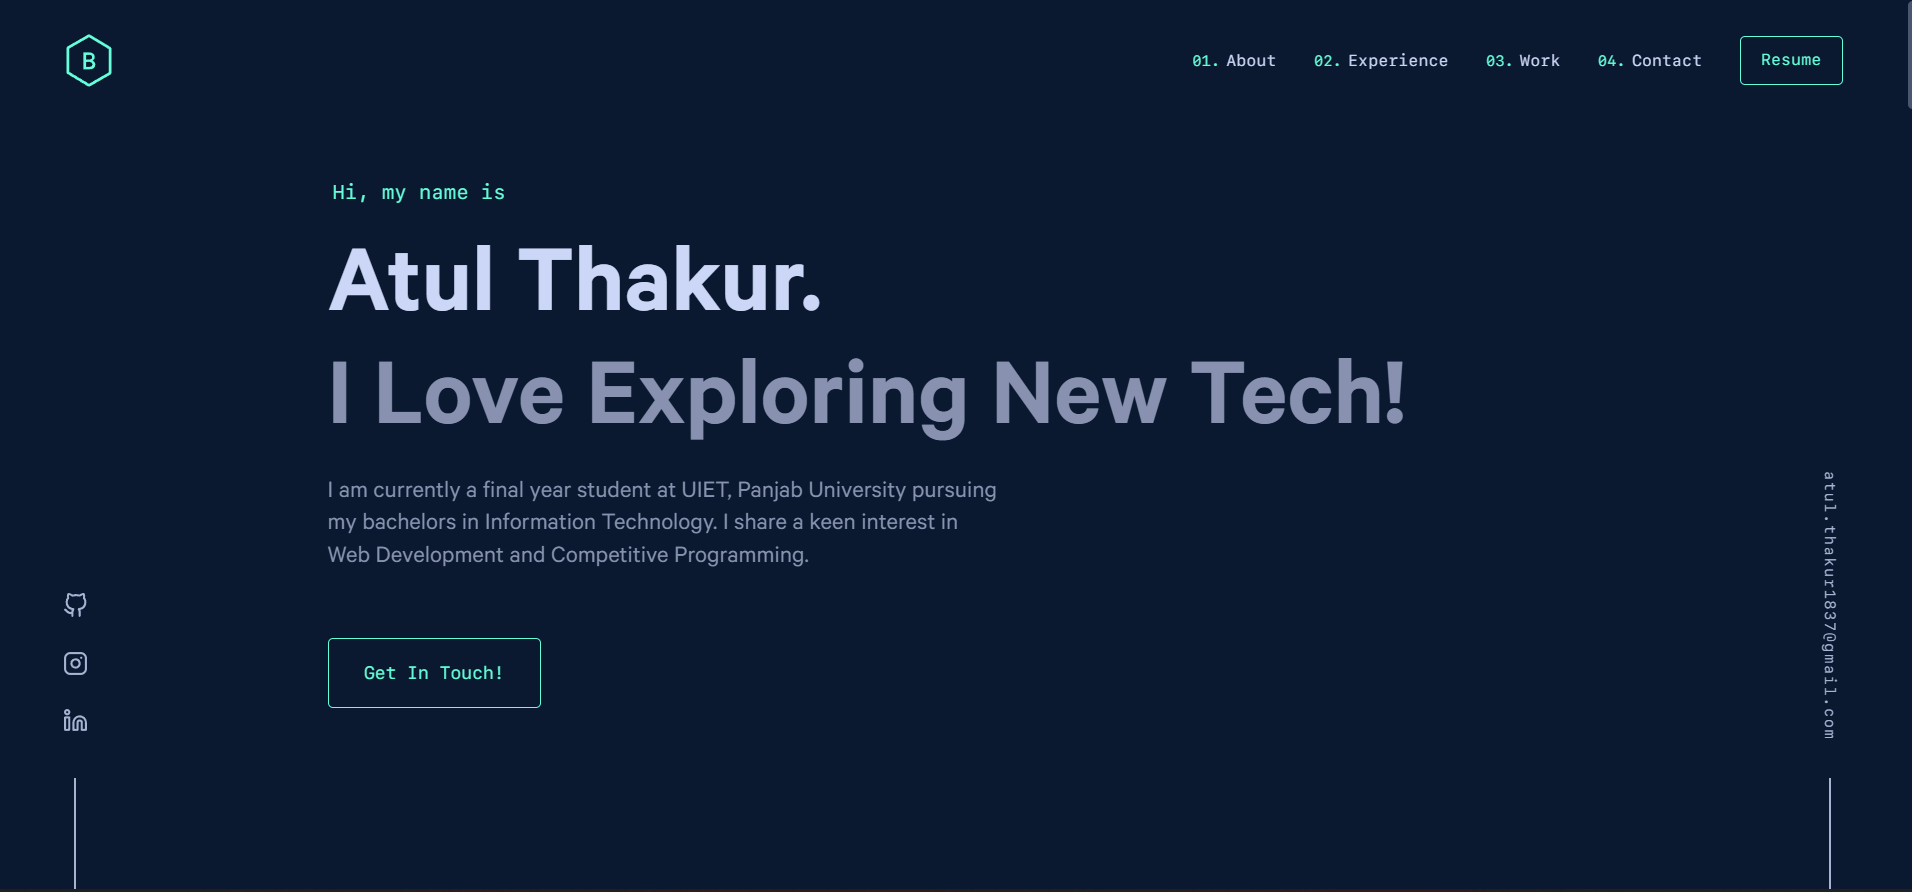 B
01. About 02. Experience 03. Work 04. Contact Resume
Hi, my name is
Atul Thakur.
I Love Exploring New Tech!
I am currently a final year student at UIET, Panjab University pursuing
my bachelors in Information Technology. I share a keen interest in
Web Development and Competitive Programming.
Get In Touch!
atul.thakur1837@gmail.com